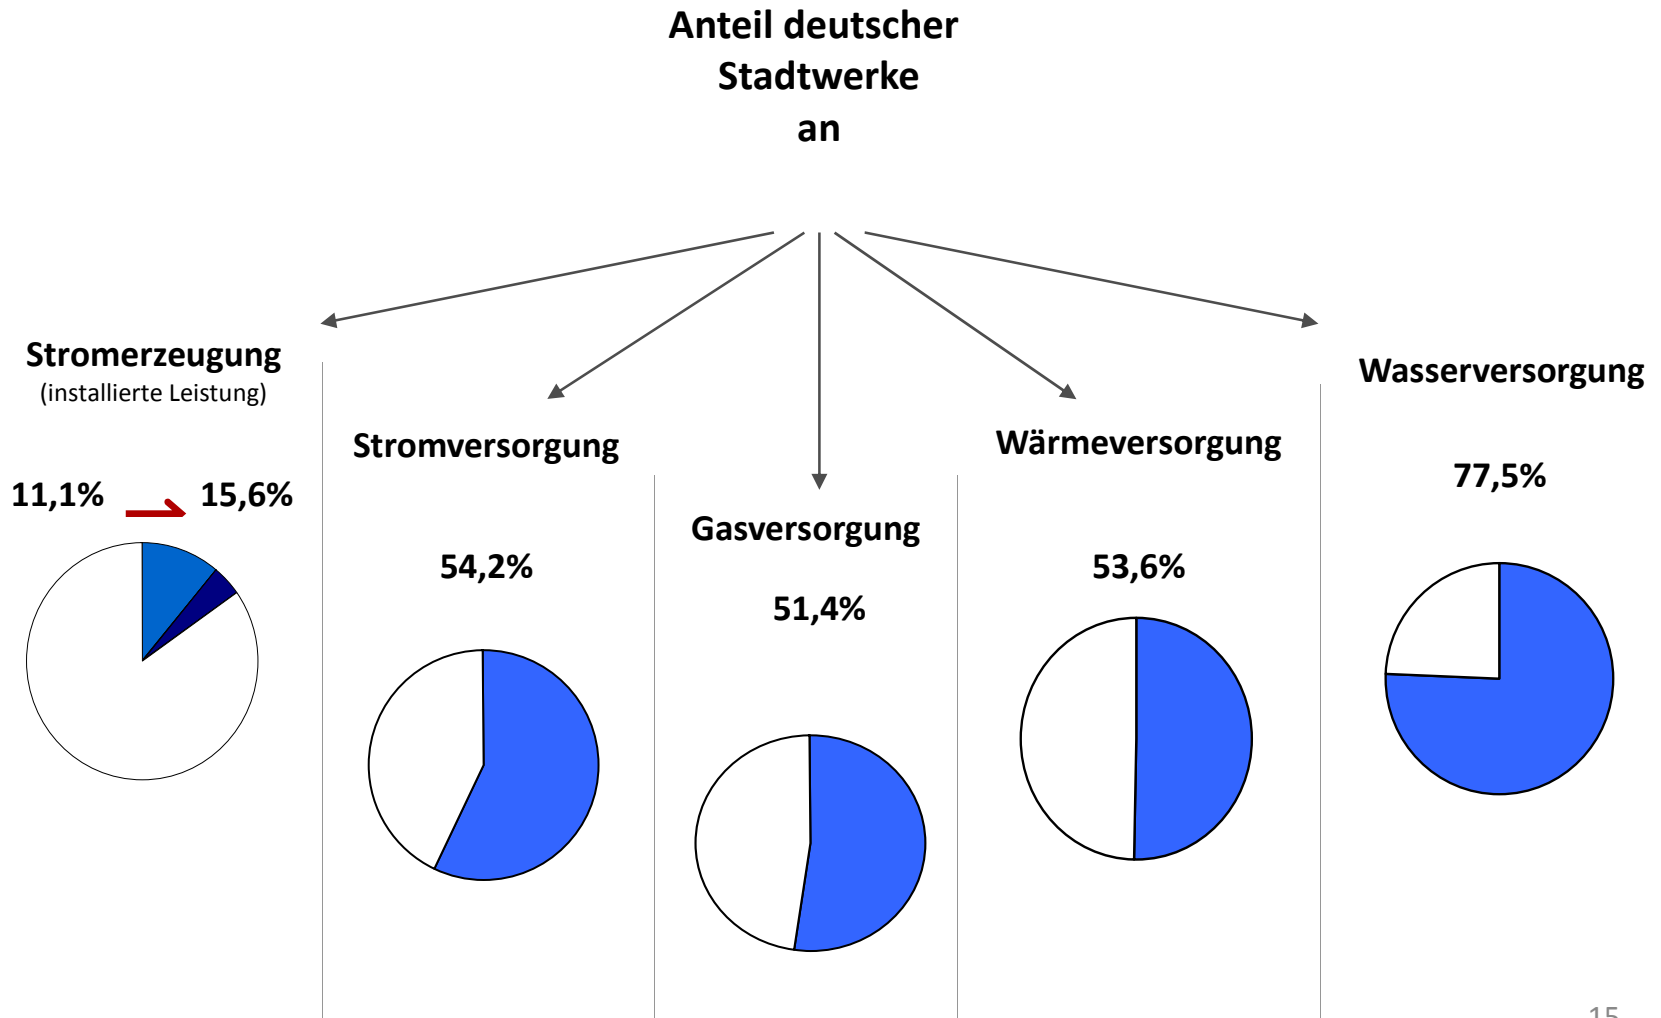 Anteil deutscher
Stadtwerke
an
Stromerzeugung
(installierte Leistung)
11,1% 15,6%
Stromversorgung
54,2%
Gasversorgung
51,4%
Wärmeversorgung
53,6%
Wasserversorgung
77,5%
15